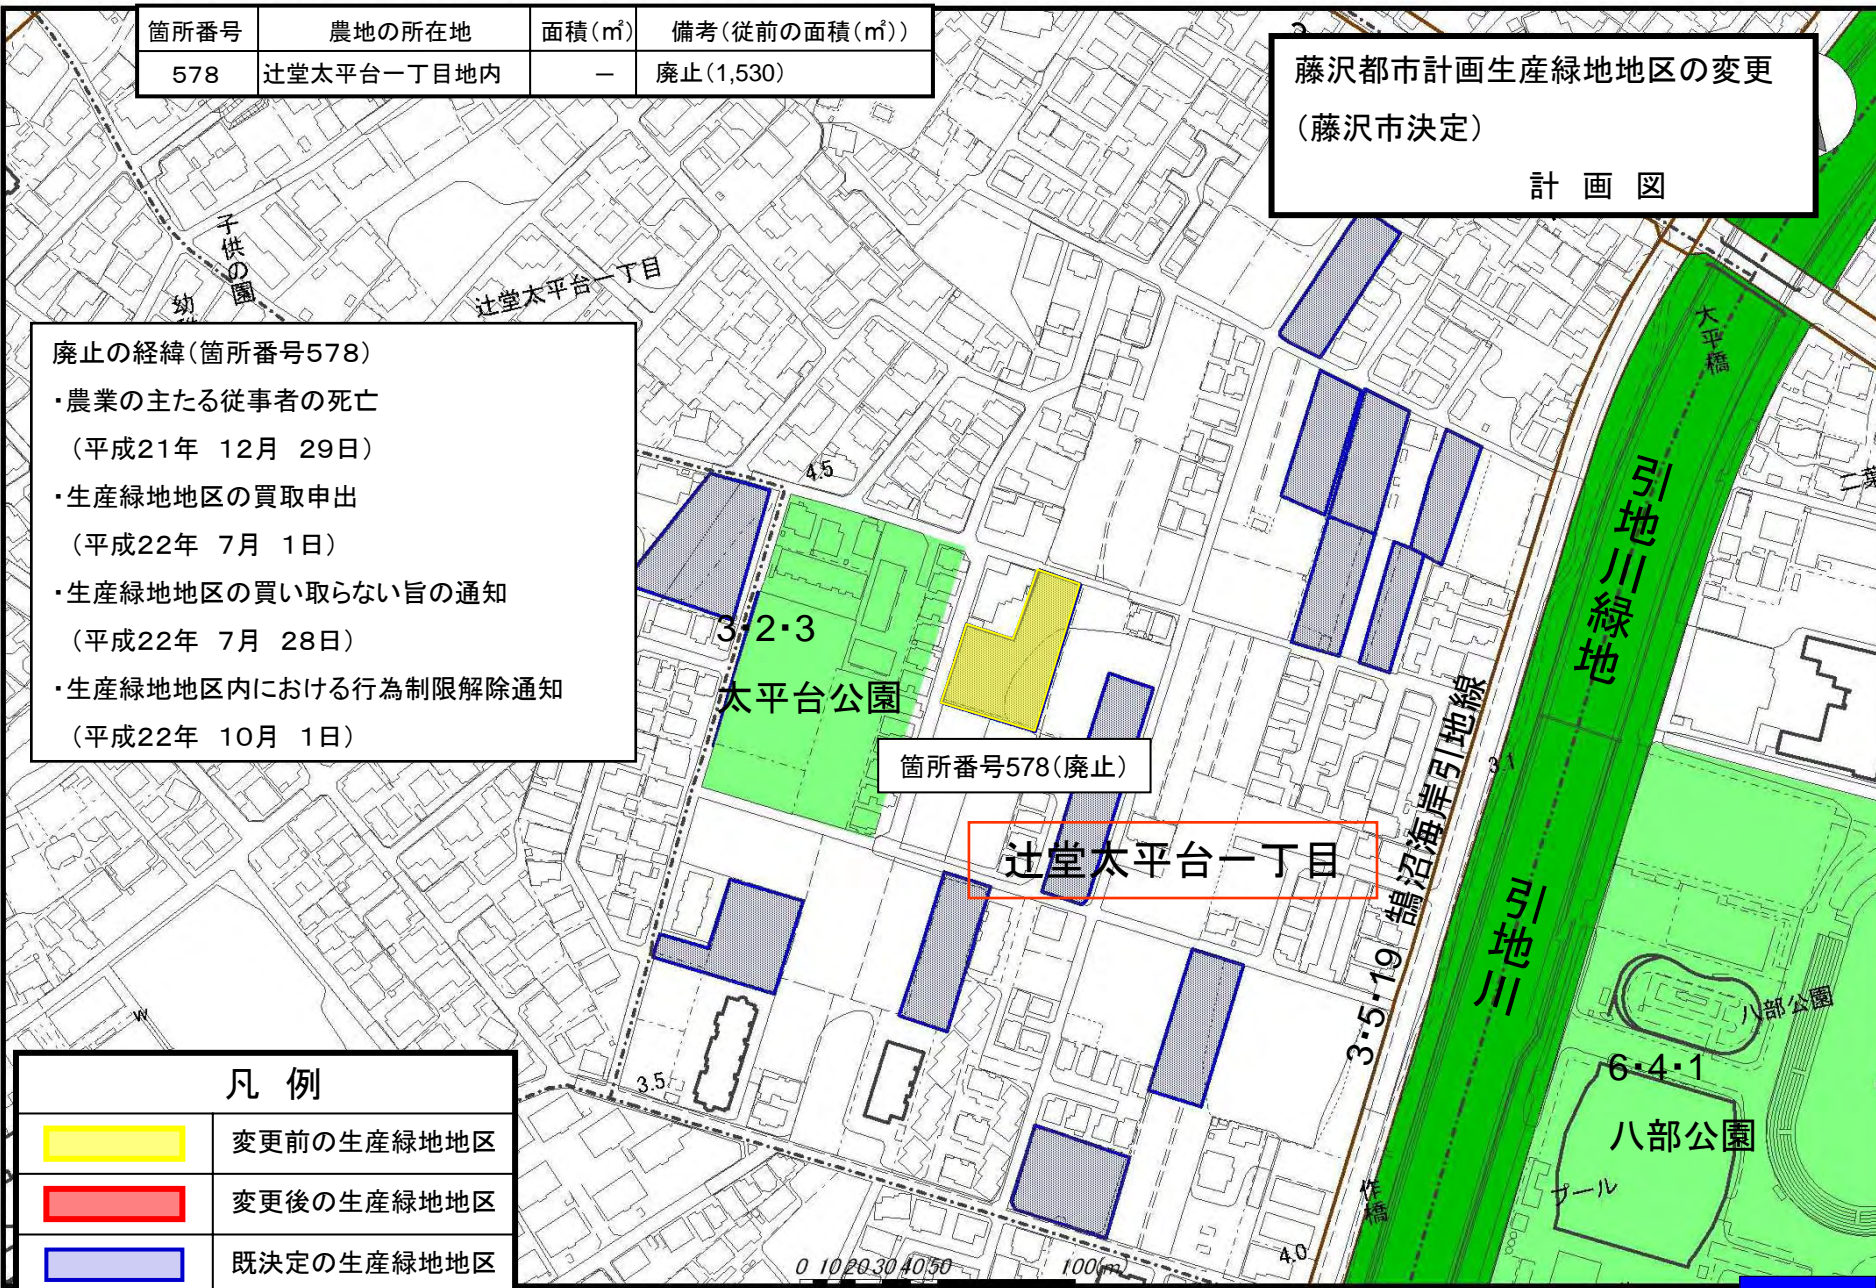 箇所番号 農地の所在地 面積(㎡) 備考(従前の面積(㎡))
578 辻堂太平台一丁目地内 － 廃止(1,530)
藤沢都市計画生産緑地地区の変更
(藤沢市決定)
計 画 図
子供の園
辻堂太平台一丁目
大平橋
廃止の経緯(箇所番号578)
・農業の主たる従事者の死亡
(平成21年 12月 29日)
・生産緑地地区の買取申出
(平成22年 7月 1日)
・生産緑地地区の買い取らない旨の通知
(平成22年 7月 28日)
・生産緑地地区内における行為制限解除通知
(平成22年 10月 1日)
4.5
3・2・3
太平台公園
箇所番号578(廃止)
辻堂太平台一丁目
引地川緑地
3.1
3・5・19 鵠沼海岸引地線
引地川
八部公園
6・4・1
八部公園
プール
作橋
W
3.5
4.0
凡 例
変更前の生産緑地地区
変更後の生産緑地地区
既決定の生産緑地地区
0 10 20 30 40 50 100(m)